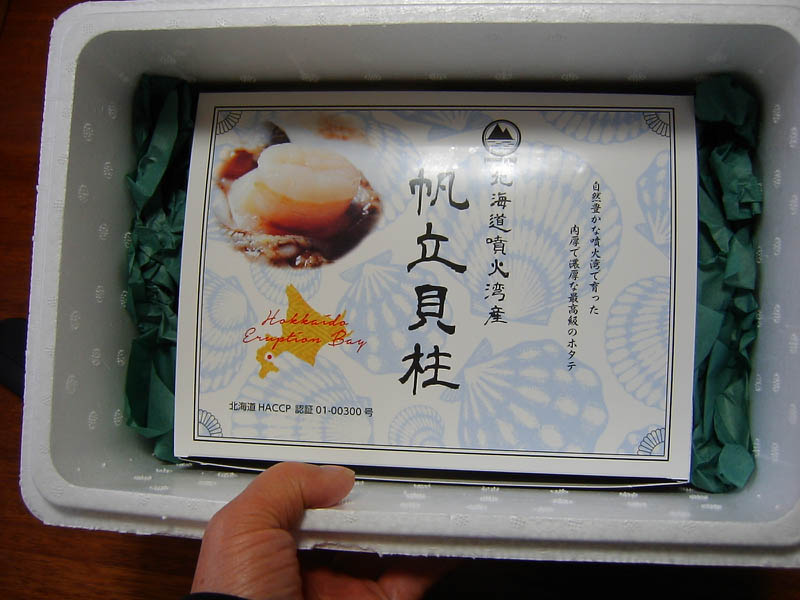 自然豊かな噴火湾で育った
肉厚で濃厚な最高級のホタテ
北海道噴火湾産
帆立貝柱
Hokkaido
Eruption Bay
北海道 HACCP 認証 01-00300 号